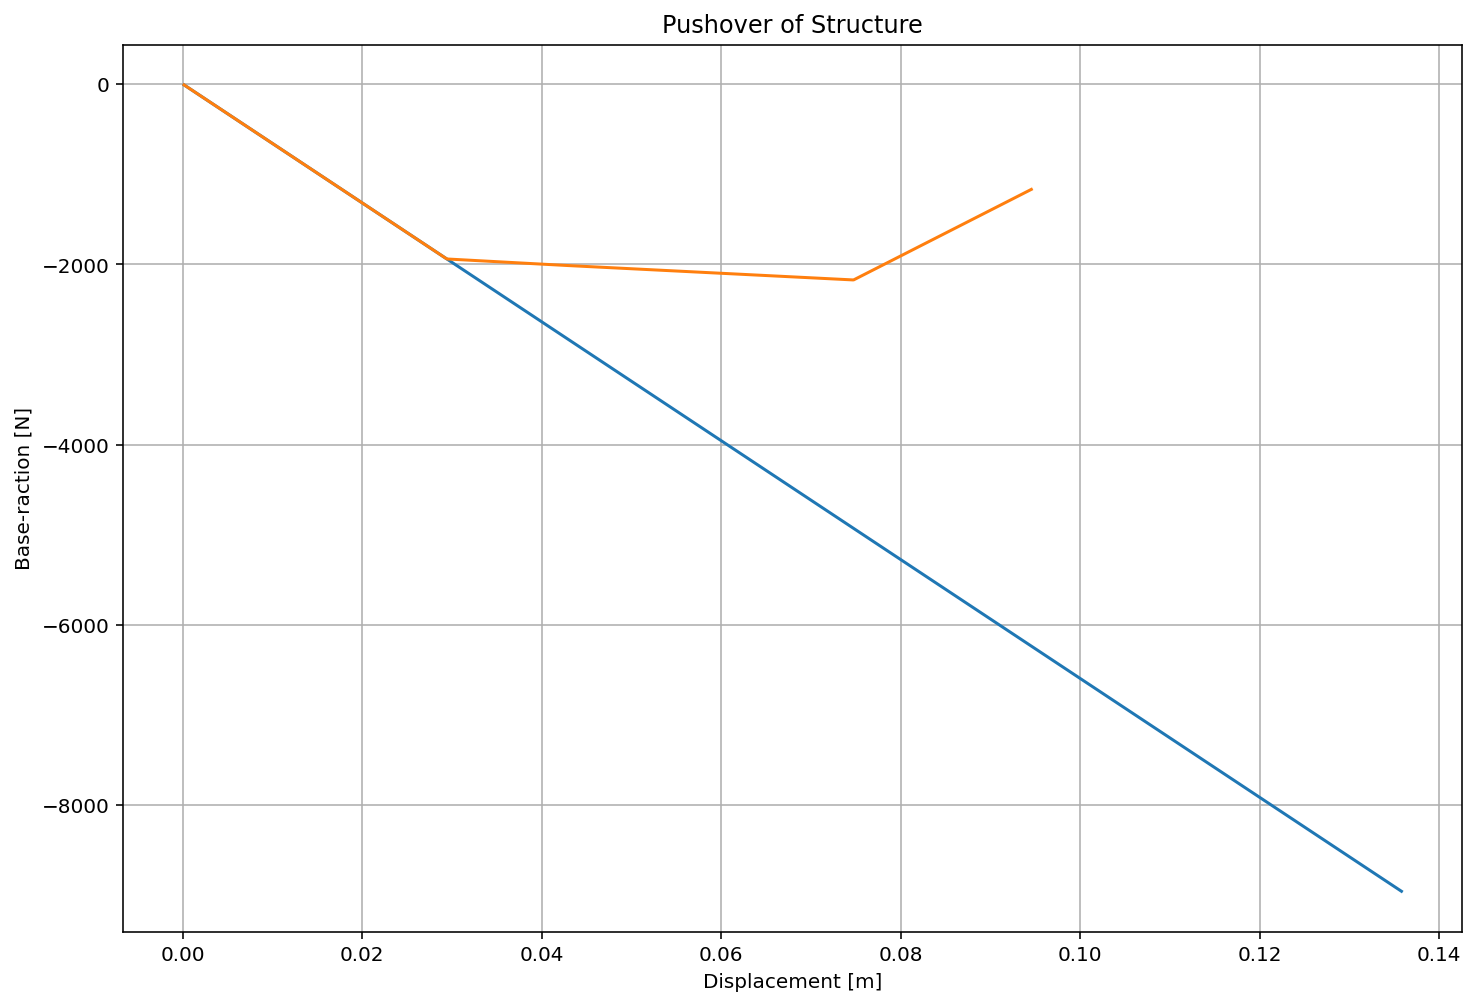 Pushover of Structure
0
−2000
−4000
−6000
−8000
Base-raction [N]
0.00 0.02 0.04 0.06 0.08 0.10 0.12 0.14
Displacement [m]